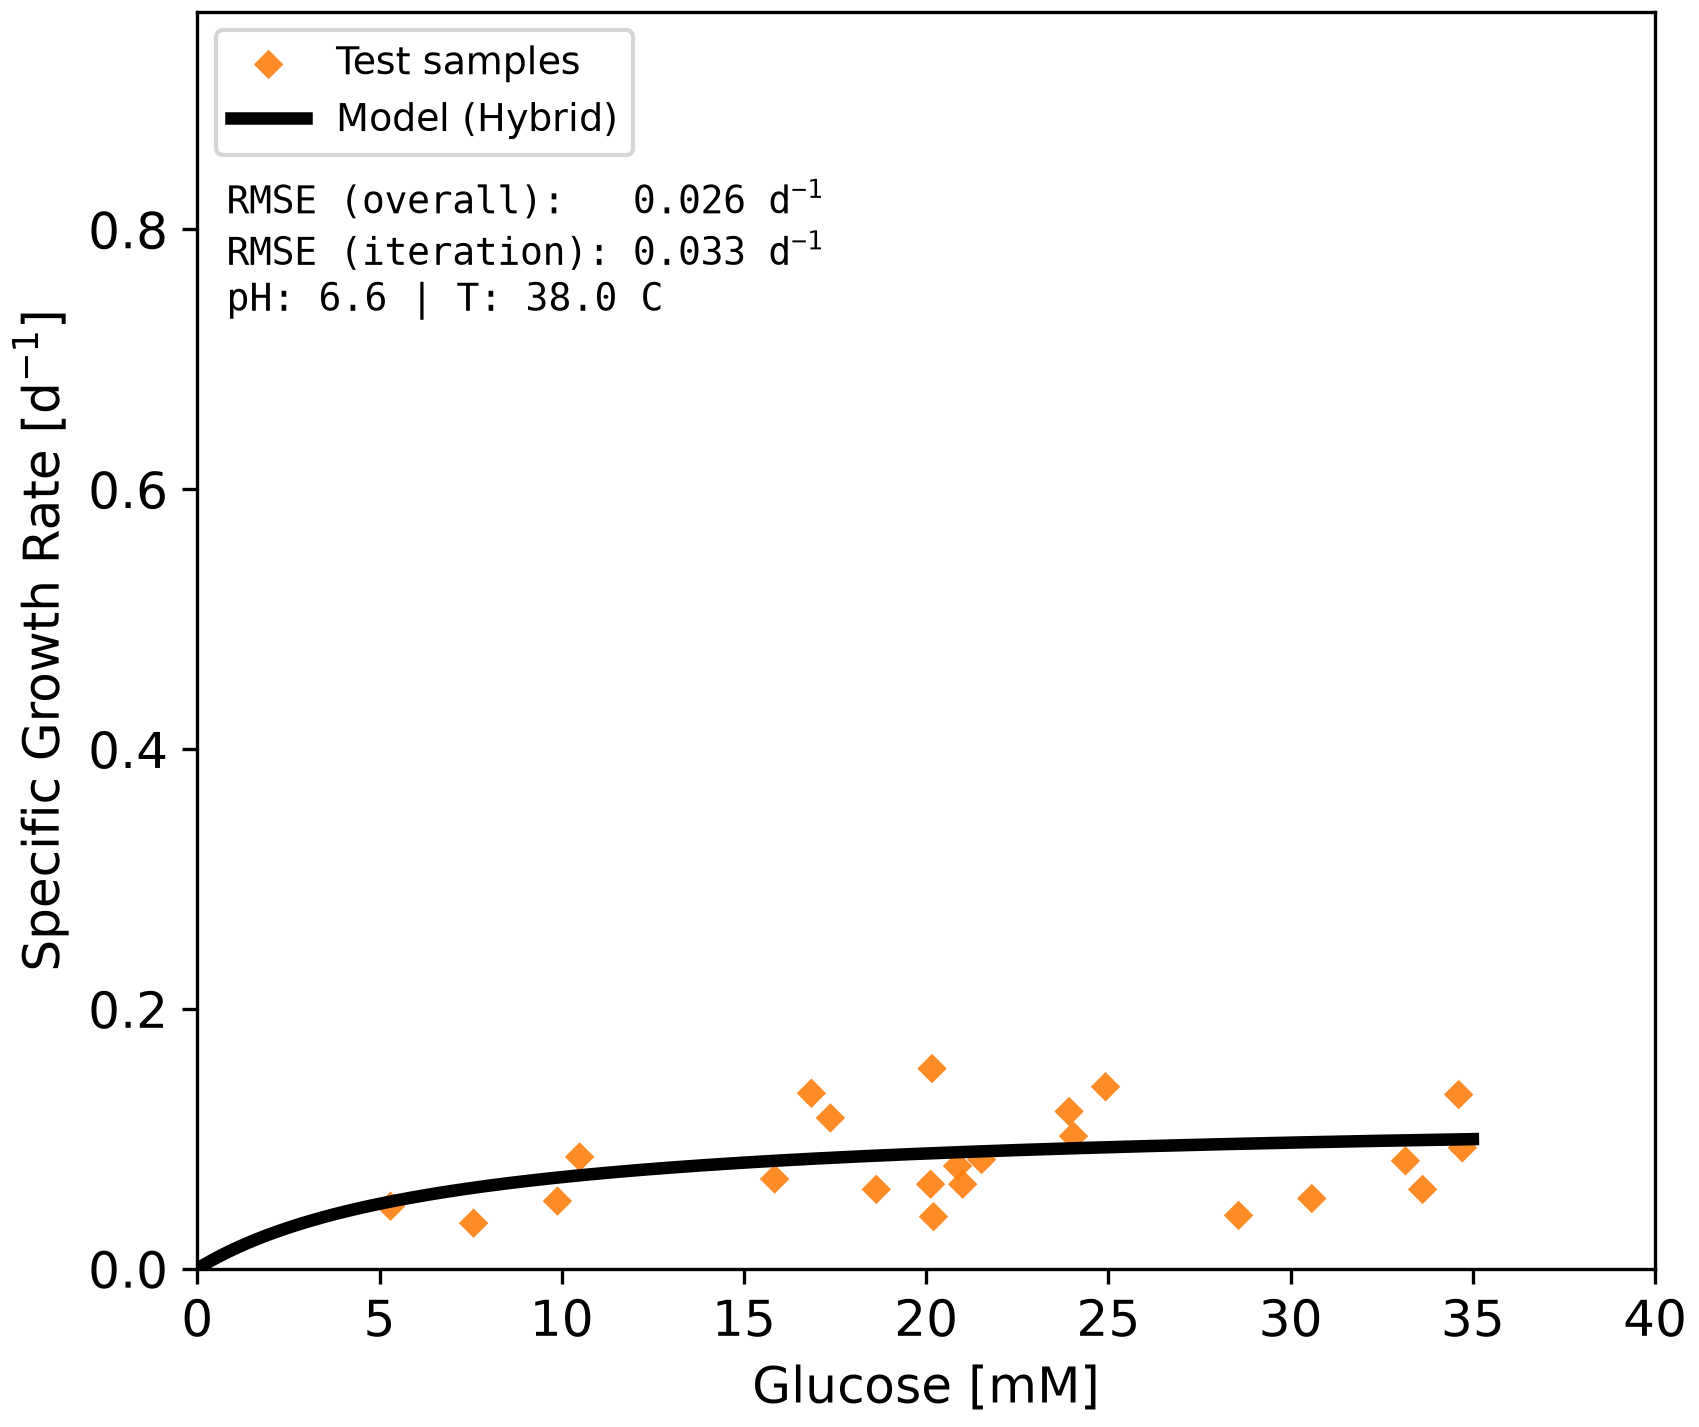 Test samples
Model (Hybrid)
RMSE (overall):   0.026 d⁻¹
RMSE (iteration): 0.033 d⁻¹
pH: 6.6 | T: 38.0 C
Specific Growth Rate [d⁻¹]
0.8
0.6
0.4
0.2
0.0
0 5 10 15 20 25 30 35 40
Glucose [mM]